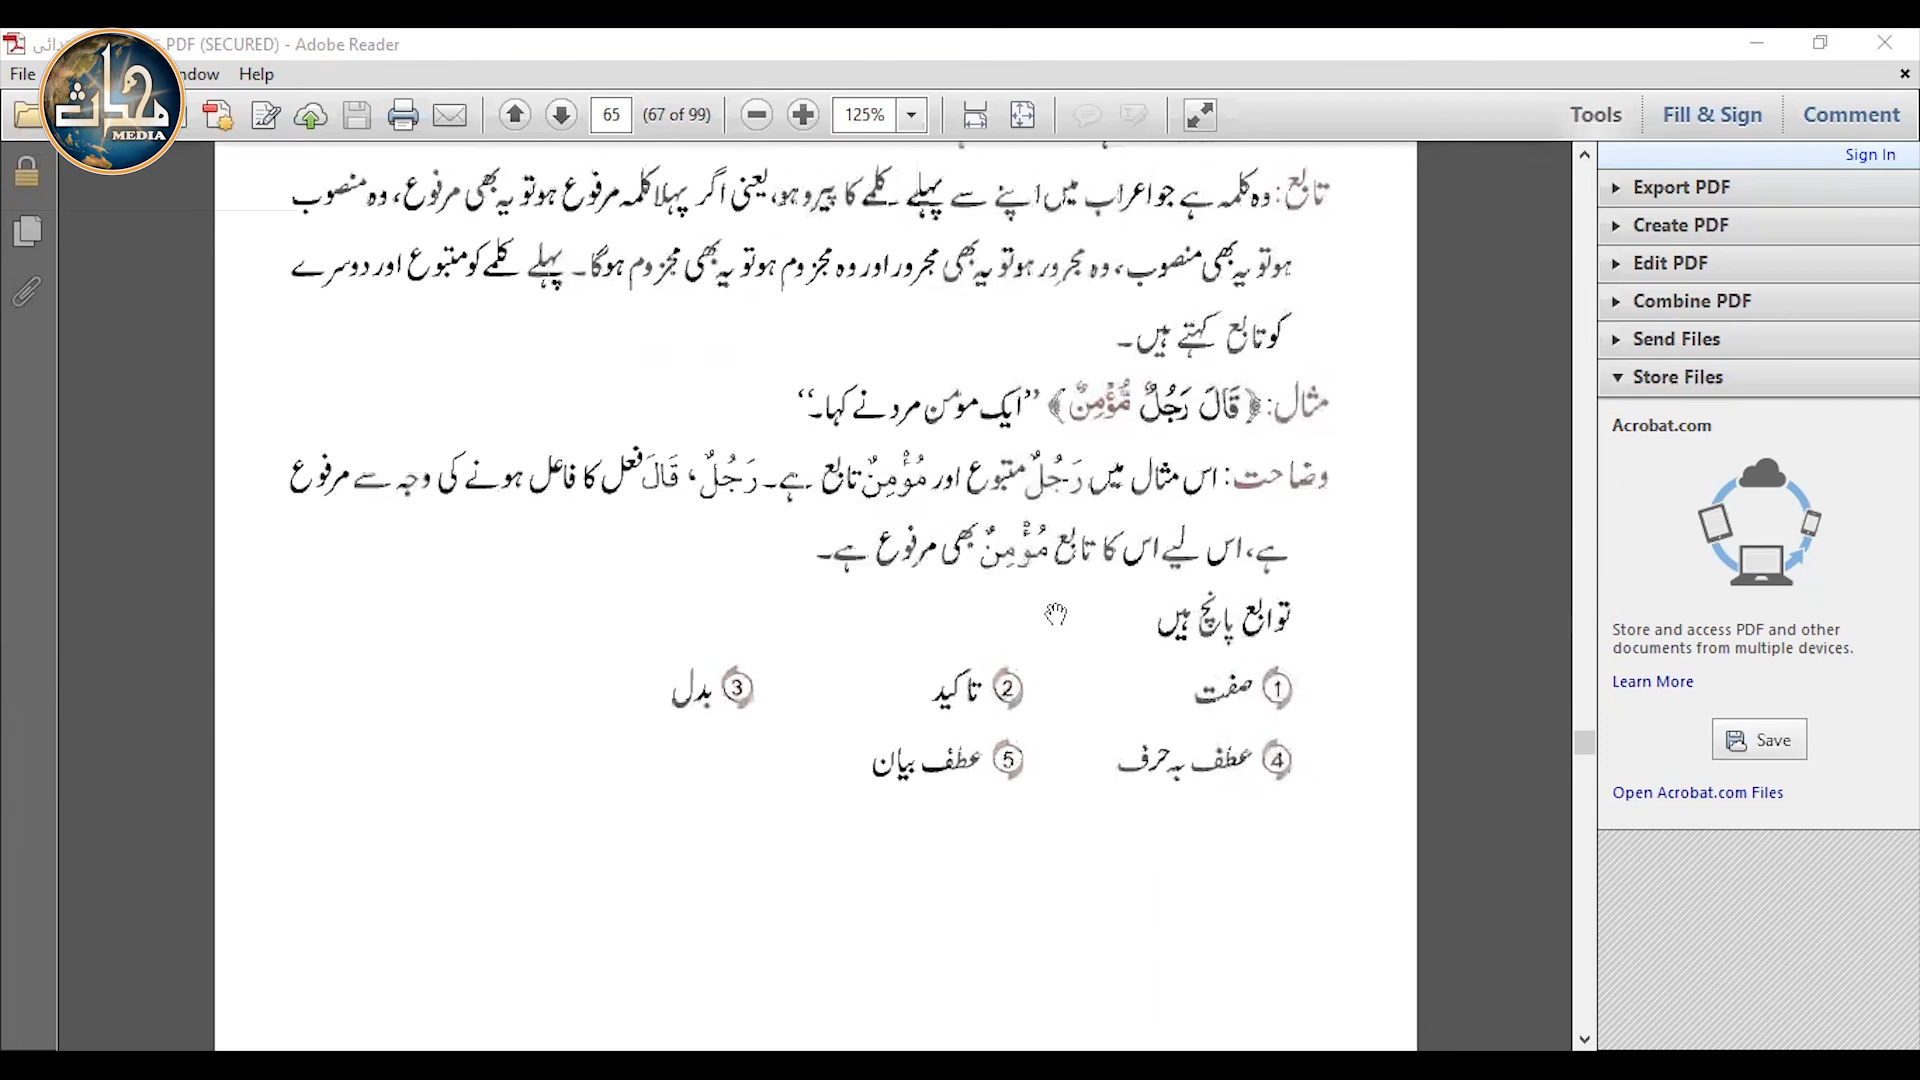 ابتدائی
.PDF (SECURED) - Adobe Reader
File
ndow Help
محدث
MEDIA
65 (67 of 99) 125%
Tools Fill & Sign Comment
Sign In
تابع: وہ کلمہ ہے جو اعراب میں اپنے سے پہلے کلمے کا پیرو ہو، یعنی اگر پہلا کلمہ مرفوع ہو تو یہ بھی مرفوع، وہ منصوب
ہو تو یہ بھی منصوب، وہ مجرور ہو تو یہ بھی مجرور اور وہ مجزوم ہو تو یہ بھی مجزوم ہوگا۔ پہلے کلمے کو متبوع اور دوسرے
کو تابع کہتے ہیں۔
مثال: ﴿قَالَ رَجُلٌ مُّؤْمِنٌ﴾ ’’ایک مومن مرد نے کہا۔‘‘
وضاحت: اس مثال میں رَجُلٌ متبوع اور مُؤْمِنٌ تابع ہے۔ رَجُلٌ، قَالَ فعل کا فاعل ہونے کی وجہ سے مرفوع
ہے، اس لیے اس کا تابع مُؤْمِنٌ بھی مرفوع ہے۔
توابع پانچ ہیں
① صفت ② تاکید ③ بدل
④ عطف بہ حرف ⑤ عطف بیان
Export PDF
Create PDF
Edit PDF
Combine PDF
Send Files
Store Files
Acrobat.com
Store and access PDF and other
documents from multiple devices.
Learn More
Save
Open Acrobat.com Files